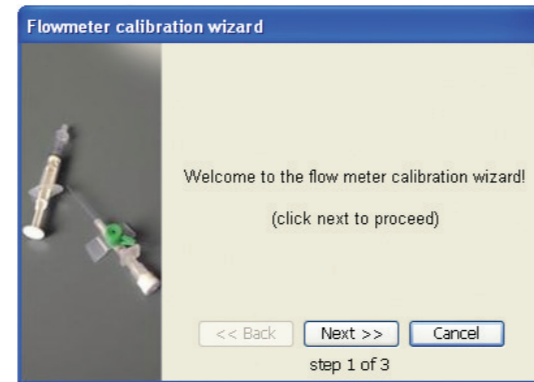 Flowmeter calibration wizard
Welcome to the flow meter calibration wizard!
(click next to proceed)
<< Back
Next >>
Cancel
step 1 of 3